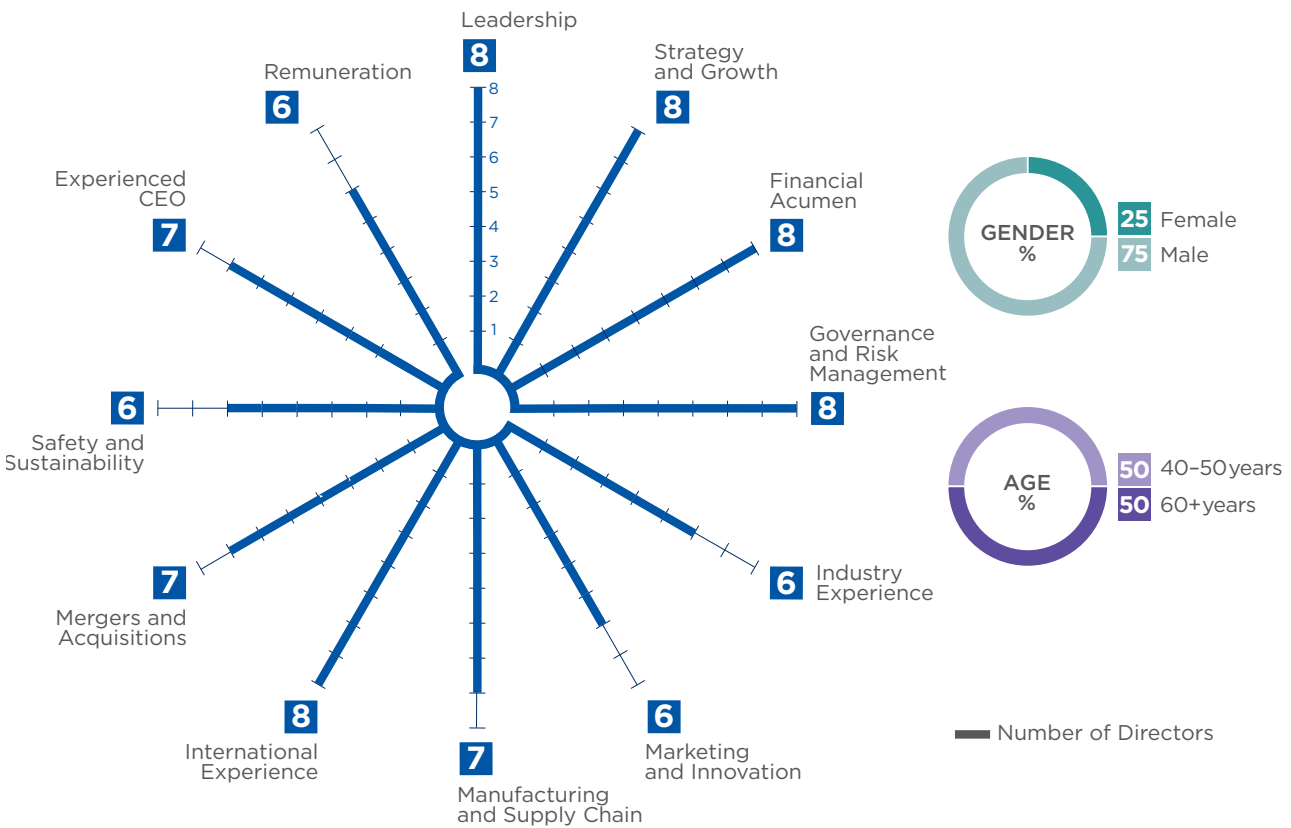 Leadership
8
8
7
6
5
4
3
2
1
Strategy
and Growth
8
Financial
Acumen
8
Governance
and Risk
Management
8
Industry
Experience
6
Marketing
and Innovation
6
Manufacturing
and Supply Chain
7
International
Experience
8
Mergers and
Acquisitions
7
Safety and
Sustainability
6
Experienced
CEO
7
Remuneration
6
GENDER
%
25 Female
75 Male
AGE
%
50 40–50 years
50 60+ years
Number of Directors